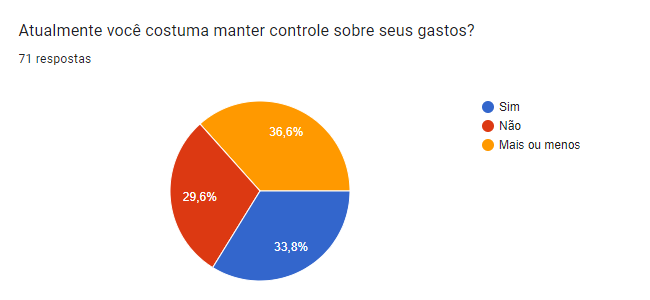 Atualmente você costuma manter controle sobre seus gastos?
71 respostas
36,6%
29,6%
33,8%
Sim
Não
Mais ou menos